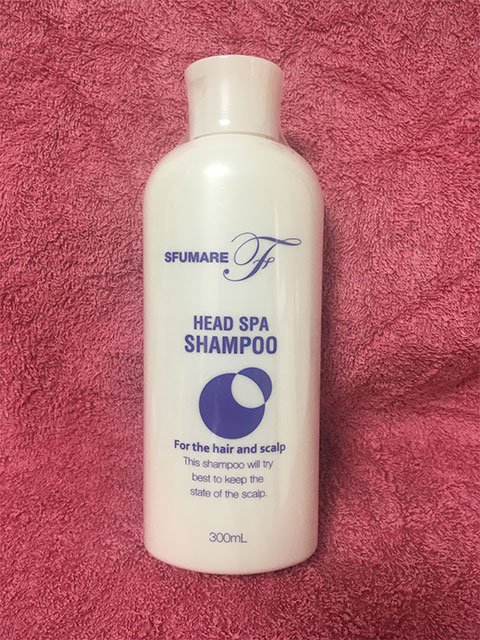 SFUMARE F
HEAD SPA
SHAMPOO
For the hair and scalp
This shampoo will try
best to keep the
state of the scalp.
300mL